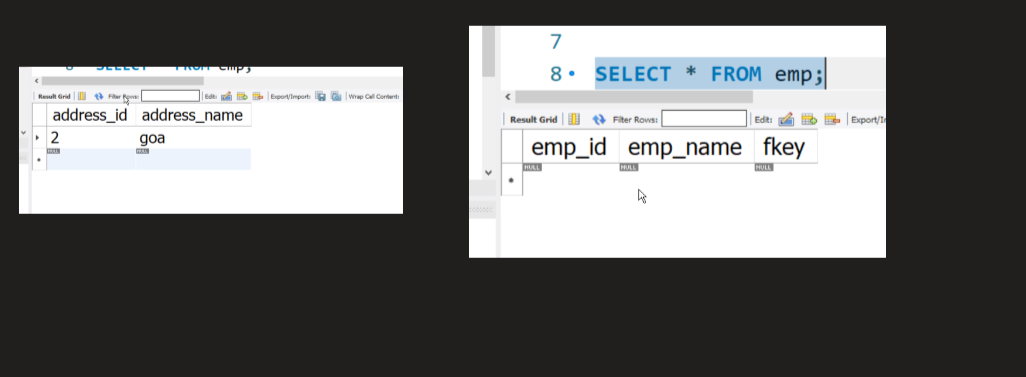 SELECT * FROM emp;
Result Grid Filter Rows: Edit: Export/Import: Wrap Cell Content:
address_id address_name
2 goa
NULL NULL
7
8 SELECT * FROM emp;
Result Grid Filter Rows: Edit: Export/I
emp_id emp_name fkey
NULL NULL NULL